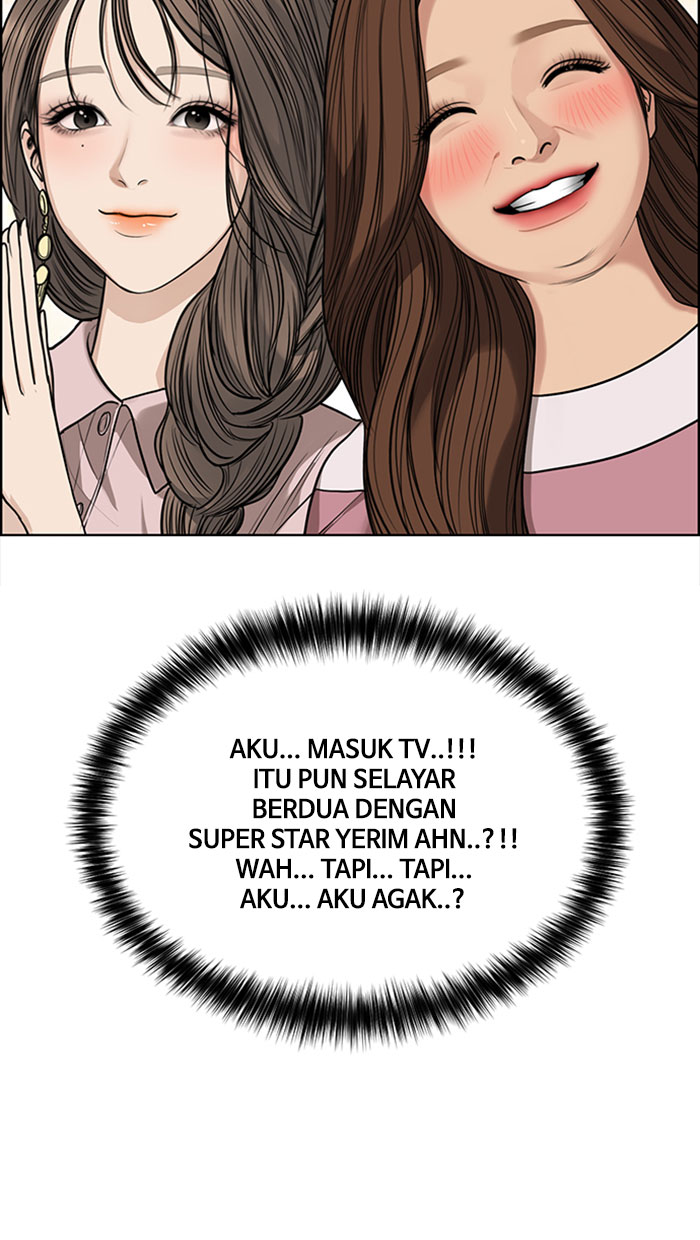 AKU... MASUK TV..!!!
ITU PUN SELAYAR
BERDUA DENGAN
SUPER STAR YERIM AHN..?!!
WAH... TAPI... TAPI...
AKU... AKU AGAK..?